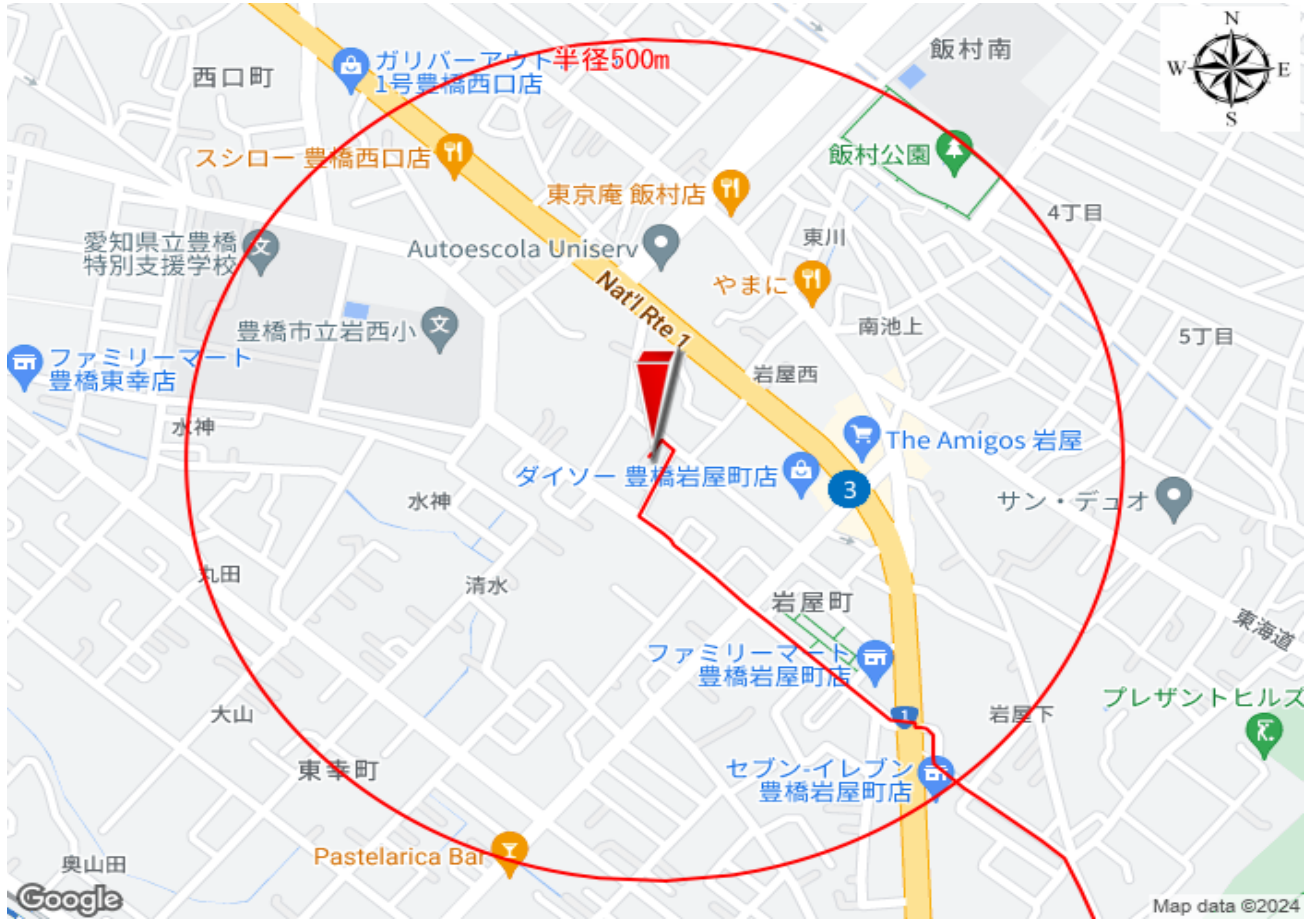 N
W
E
S
半径500m
飯村南
ガリバーアウト
1号豊橋西口店
西口町
スシロー 豊橋西口店
飯村公園
東京庵 飯村店
4丁目
愛知県立豊橋
特別支援学校
Autoescola Uniserv
東川
やまに
Nat'l Rte 1
豊橋市立岩西小
南池上
5丁目
ファミリーマート
豊橋東幸店
岩屋西
水神
The Amigos 岩屋
ダイソー 豊橋岩屋町店
3
水神
サン・デュオ
丸田
清水
岩屋町
東海道
ファミリーマート
豊橋岩屋町店
プレザントヒルズ
大山
1
岩屋下
東幸町
セブン-イレブン
豊橋岩屋町店
Pastelarica Bar
奥山田
Google
Map data ©2024